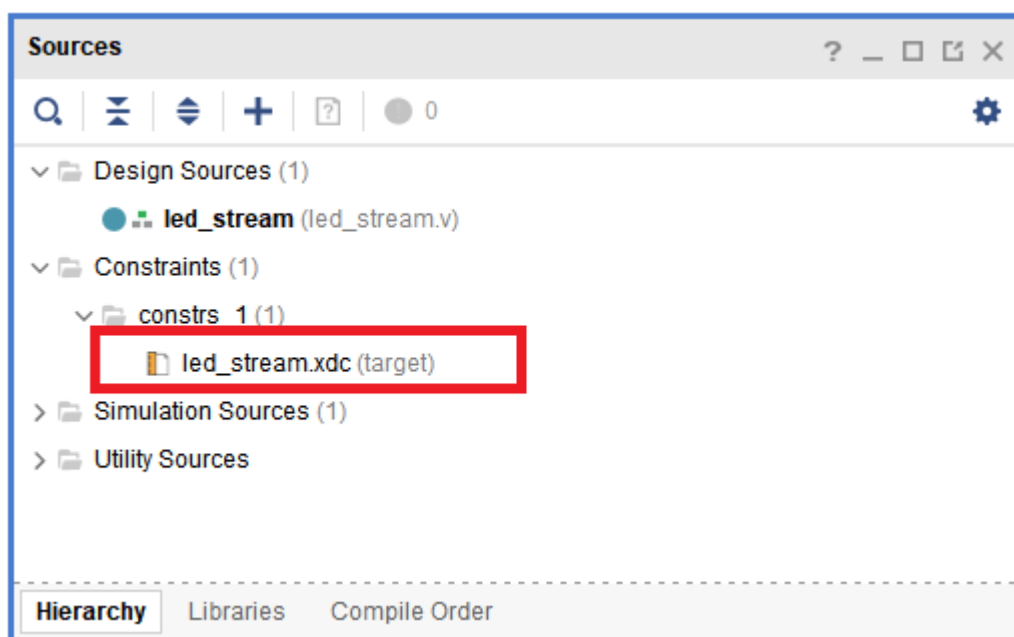 Sources
0
Design Sources (1)
led_stream (led_stream.v)
Constraints (1)
constrs_1 (1)
led_stream.xdc (target)
Simulation Sources (1)
Utility Sources
Hierarchy Libraries Compile Order